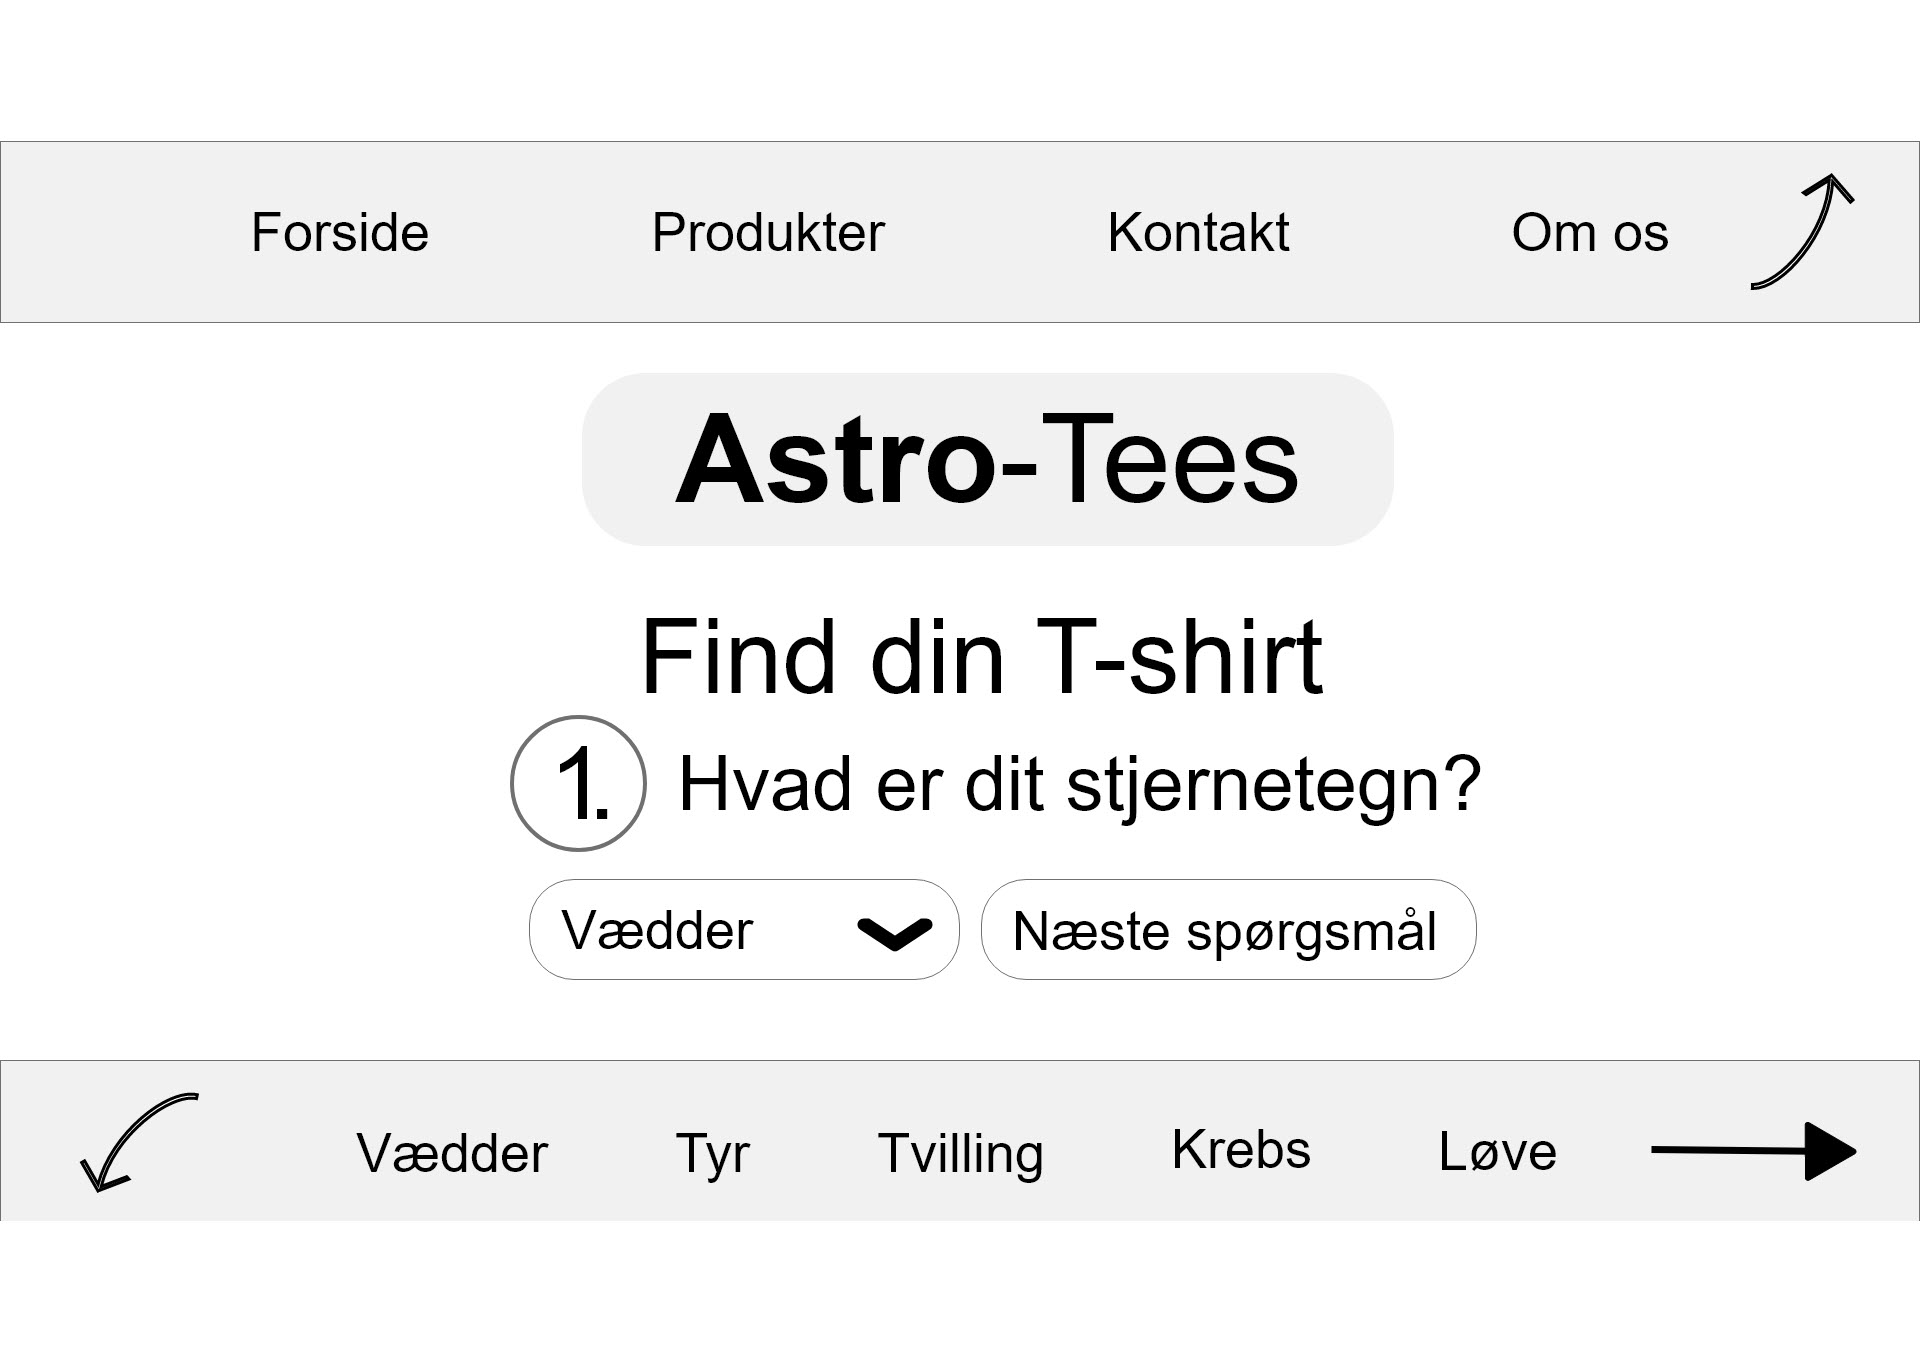 Forside Produkter Kontakt Om os
Astro-Tees
Find din T-shirt
1. Hvad er dit stjernetegn?
Vædder Næste spørgsmål
Vædder Tyr Tvilling Krebs Løve